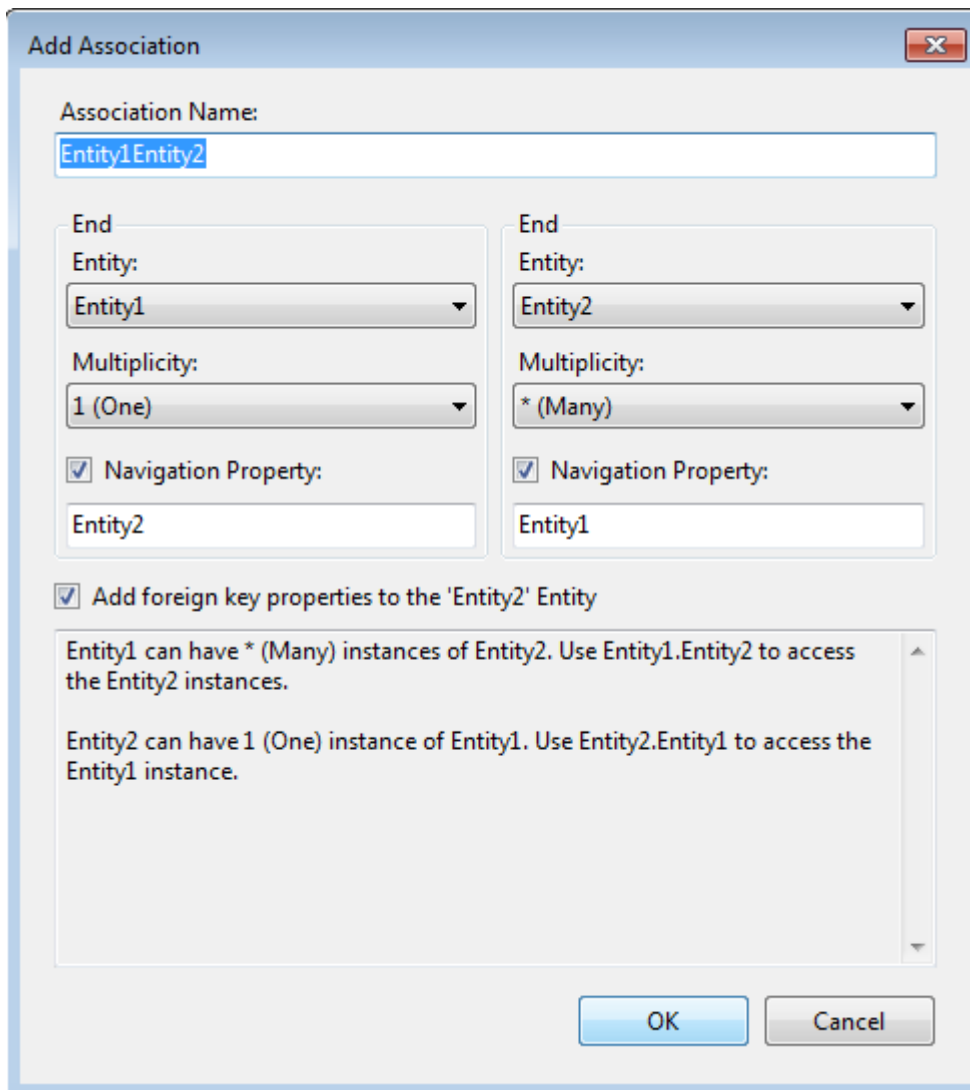 Add Association
Association Name:
Entity1Entity2
End
Entity:
Entity1
Multiplicity:
1 (One)
Navigation Property:
Entity2
End
Entity:
Entity2
Multiplicity:
* (Many)
Navigation Property:
Entity1
Add foreign key properties to the 'Entity2' Entity
Entity1 can have * (Many) instances of Entity2. Use Entity1.Entity2 to access
the Entity2 instances.
Entity2 can have 1 (One) instance of Entity1. Use Entity2.Entity1 to access the
Entity1 instance.
OK
Cancel